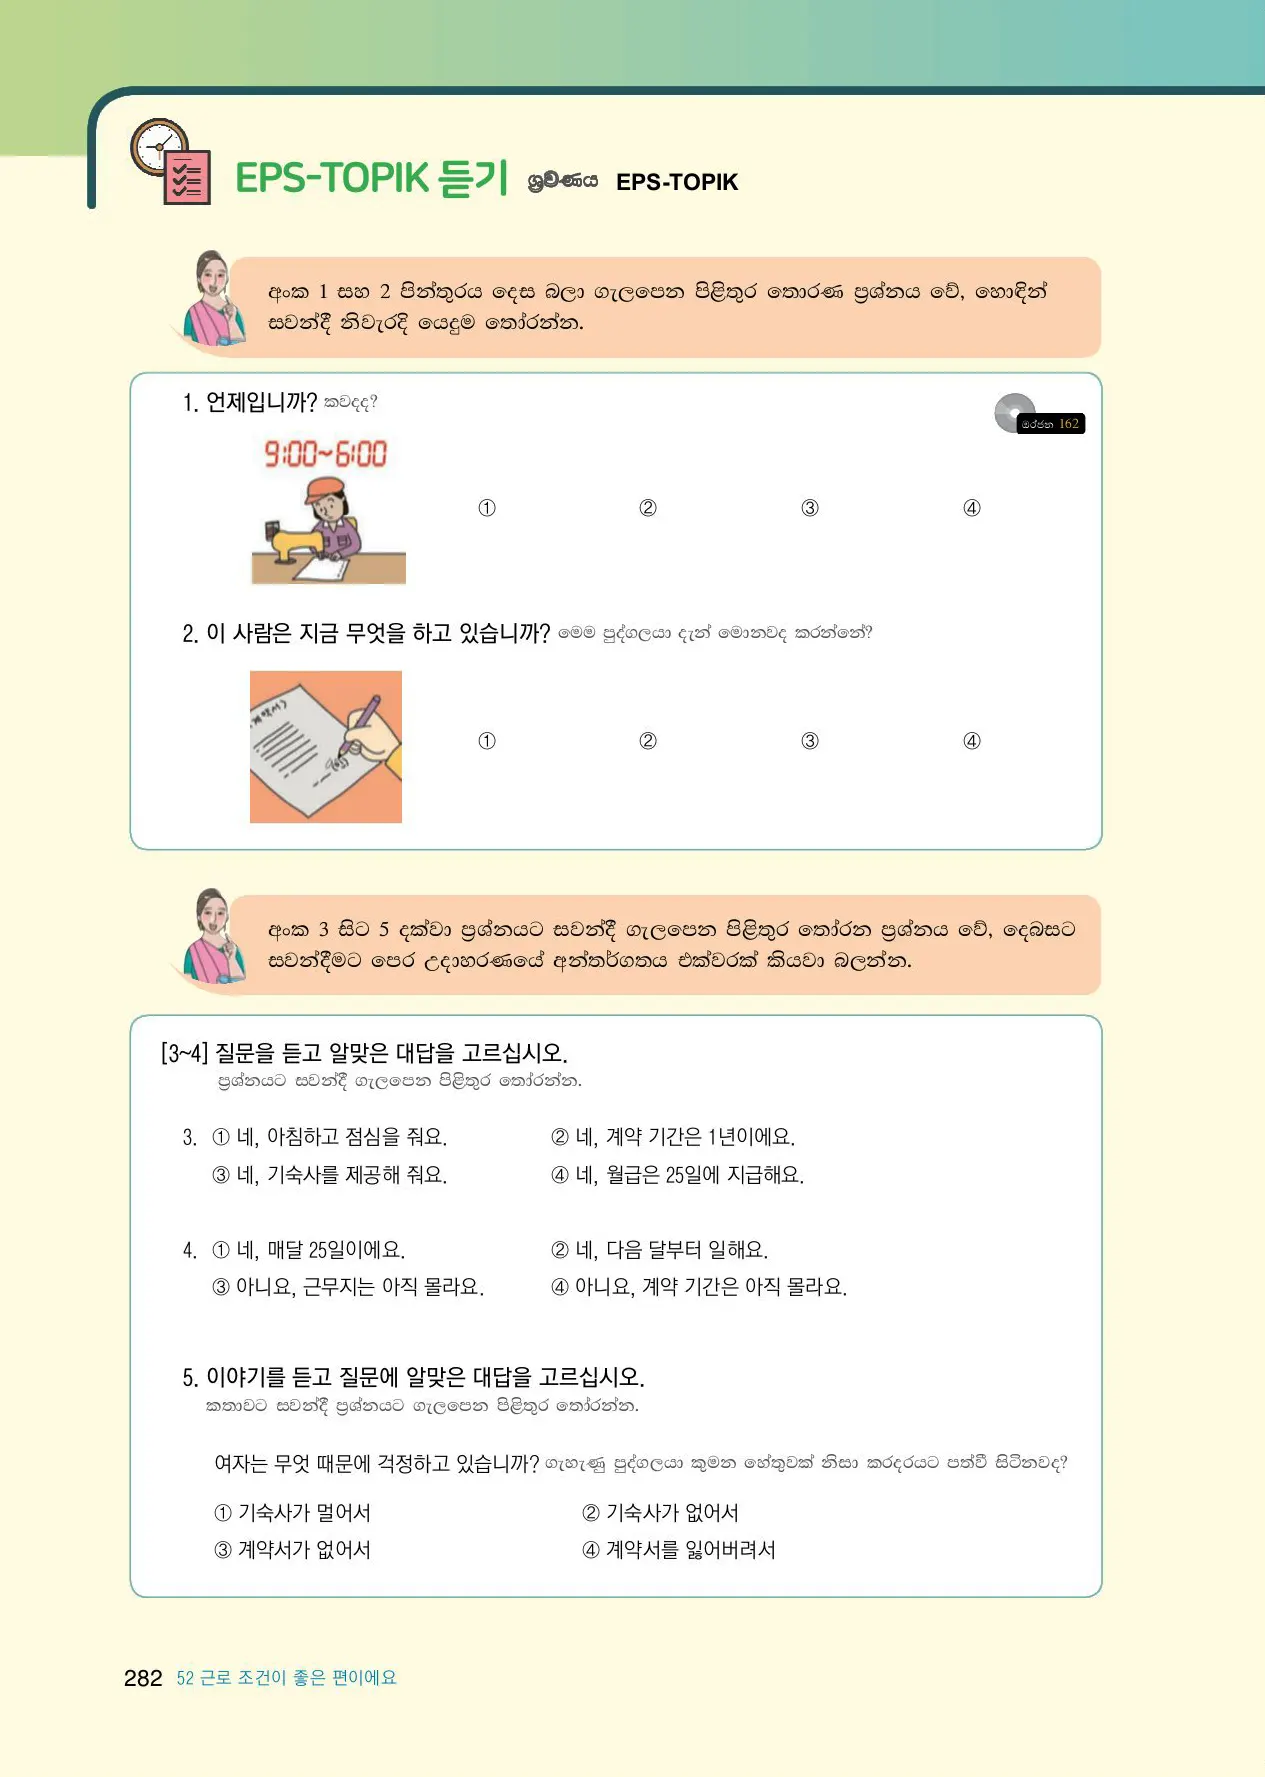 EPS-TOPIK 듣기 ශ්‍රවණය EPS-TOPIK
අංක 1 සහ 2 පින්තූරය දෙස බලා ගැලපෙන පිළිතුර තොරණ ප්‍රශ්නය වේ, හොඳින්
සවන්දී නිවැරදි යෙදුම තෝරන්න.
1. 언제입니까? කවදද?
ඔර්ජන 162
9:00~6:00
① ② ③ ④
2. 이 사람은 지금 무엇을 하고 있습니까? මෙම පුද්ගලයා දැන් මොනවද කරන්නේ?
① ② ③ ④
අංක 3 සිට 5 දක්වා ප්‍රශ්නයට සවන්දී ගැලපෙන පිළිතුර තෝරන ප්‍රශ්නය වේ, දෙබසට
සවන්දීමට පෙර උදාහරණයේ අන්තර්ගතය එක්වරක් කියවා බලන්න.
[3~4] 질문을 듣고 알맞은 대답을 고르십시오.
ප්‍රශ්නයට සවන්දී ගැලපෙන පිළිතුර තෝරන්න.
3. ① 네, 아침하고 점심을 줘요. ② 네, 계약 기간은 1년이에요.
③ 네, 기숙사를 제공해 줘요. ④ 네, 월급은 25일에 지급해요.
4. ① 네, 매달 25일이에요. ② 네, 다음 달부터 일해요.
③ 아니요, 근무지는 아직 몰라요. ④ 아니요, 계약 기간은 아직 몰라요.
5. 이야기를 듣고 질문에 알맞은 대답을 고르십시오.
කතාවට සවන්දී ප්‍රශ්නයට ගැලපෙන පිළිතුර තෝරන්න.
여자는 무엇 때문에 걱정하고 있습니까? ගැහැණු පුද්ගලයා කුමන හේතුවක් නිසා කරදරයට පත්වී සිටිනවද?
① 기숙사가 멀어서 ② 기숙사가 없어서
③ 계약서가 없어서 ④ 계약서를 잃어버려서
282 52 근로 조건이 좋은 편이에요